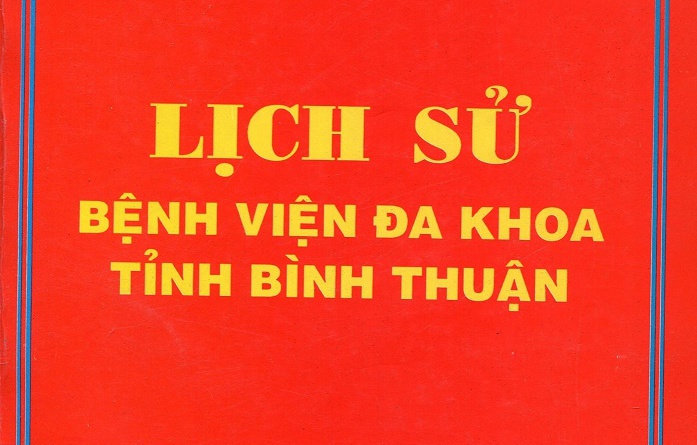 LỊCH SỬ
BỆNH VIỆN ĐA KHOA
TỈNH BÌNH THUẬN